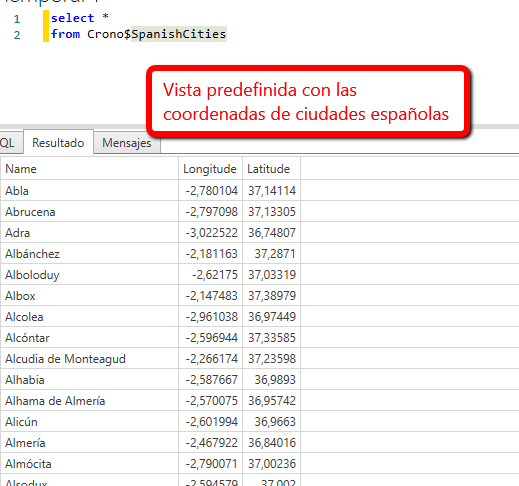 1 select *
2 from Crono$SpanishCities
Vista predefinida con las
coordenadas de ciudades españolas
QL Resultado Mensajes
Name Longitude Latitude
Abla -2,780104 37,14114
Abrucena -2,797098 37,13305
Adra -3,022522 36,74807
Albánchez -2,181163 37,2871
Alboloduy -2,62175 37,03319
Albox -2,147483 37,38979
Alcolea -2,961038 36,97449
Alcóntar -2,596944 37,33585
Alcudia de Monteagud -2,266174 37,23598
Alhabia -2,587667 36,9893
Alhama de Almería -2,570075 36,95742
Alicún -2,601994 36,9663
Almería -2,467922 36,84016
Almócita -2,790071 37,00236
Alsodux -2,594579 37,002